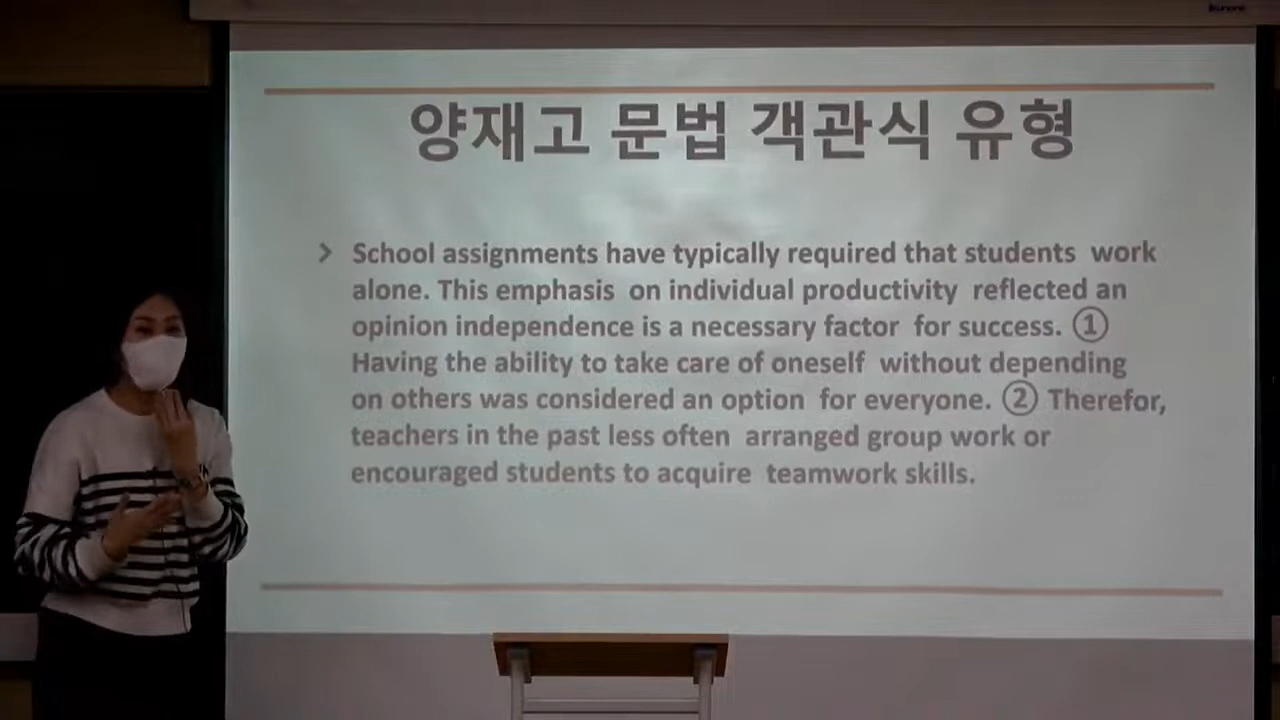 양재고 문법 객관식 유형
School assignments have typically required that students work
alone. This emphasis on individual productivity reflected an
opinion independence is a necessary factor for success. ①
Having the ability to take care of oneself without depending
on others was considered an option for everyone. ② Therefor,
teachers in the past less often arranged group work or
encouraged students to acquire teamwork skills.